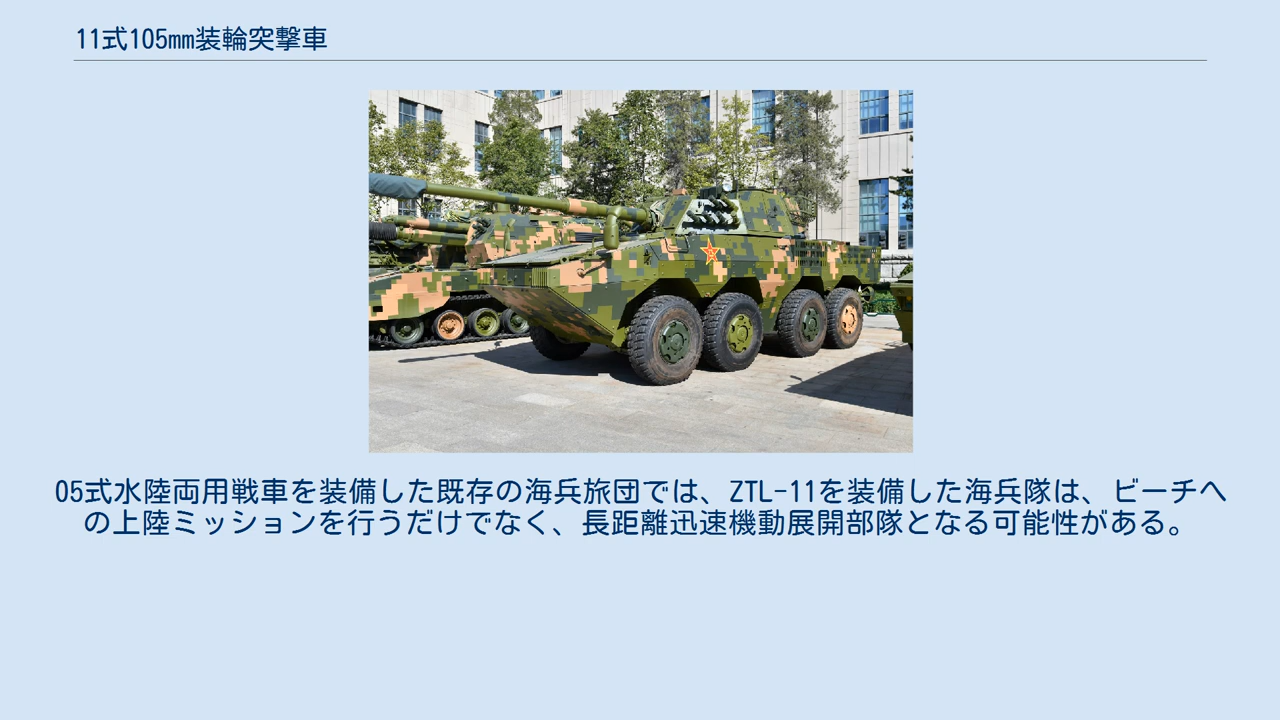 11式105mm装輪突撃車
05式水陸両用戦車を装備した既存の海兵旅団では、ZTL-11を装備した海兵隊は、ビーチへ
の上陸ミッションを行うだけでなく、長距離迅速機動展開部隊となる可能性がある。